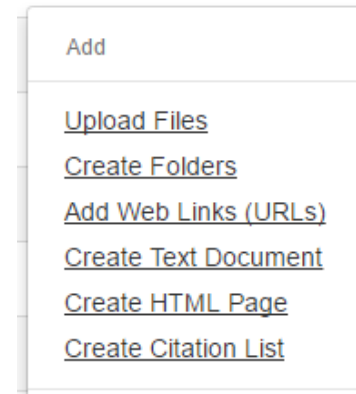 Add
Upload Files
Create Folders
Add Web Links (URLs)
Create Text Document
Create HTML Page
Create Citation List